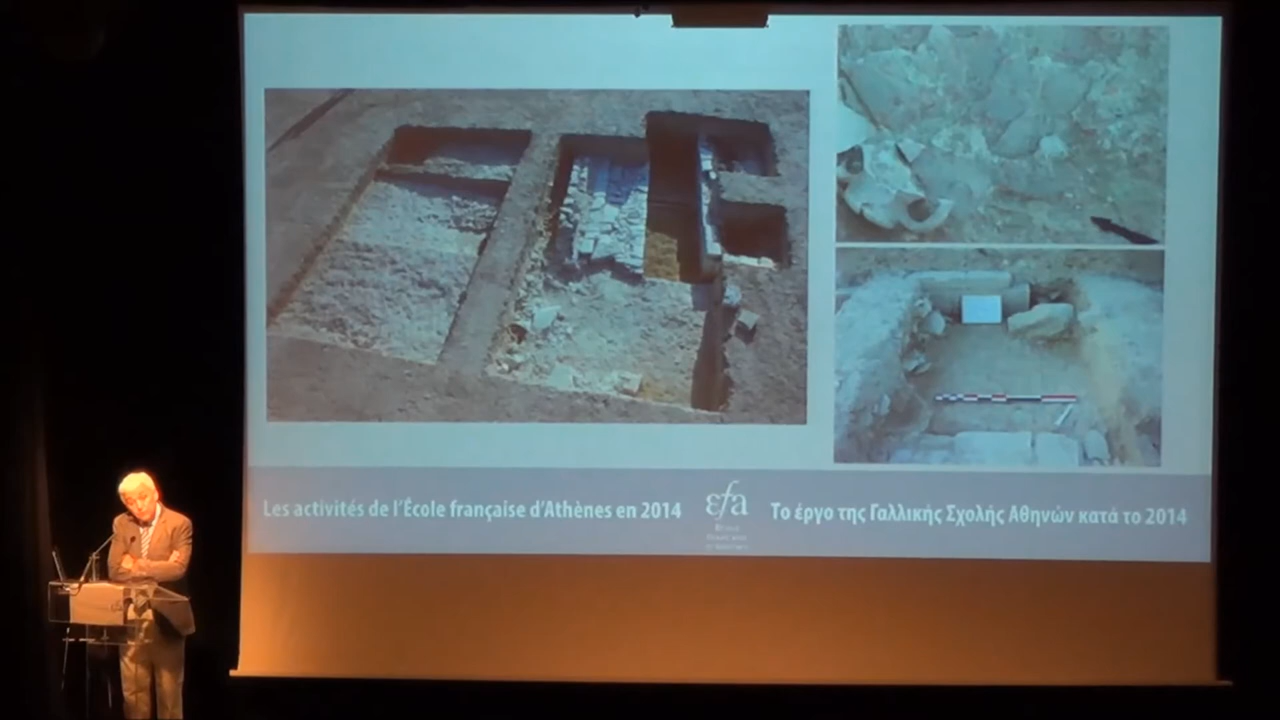 Les activités de l'École française d'Athènes en 2014
εfa
Το έργο της Γαλλικής Σχολής Αθηνών κατά το 2014